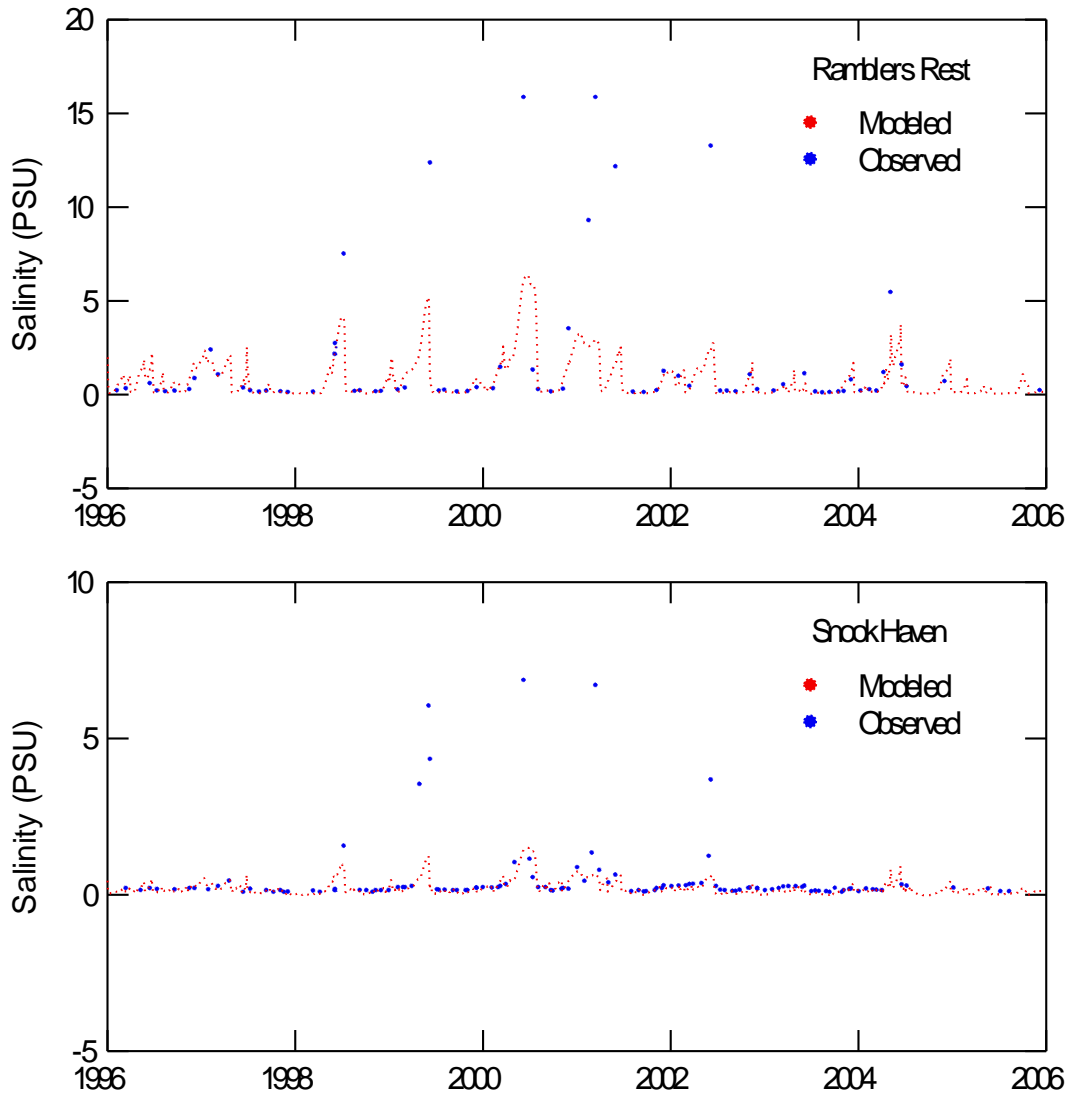 20
15
10
5
0
-5
Salinity (PSU)
Ramblers Rest
Modeled
Observed
1996 1998 2000 2002 2004 2006
10
5
0
-5
Salinity (PSU)
Snook Haven
Modeled
Observed
1996 1998 2000 2002 2004 2006